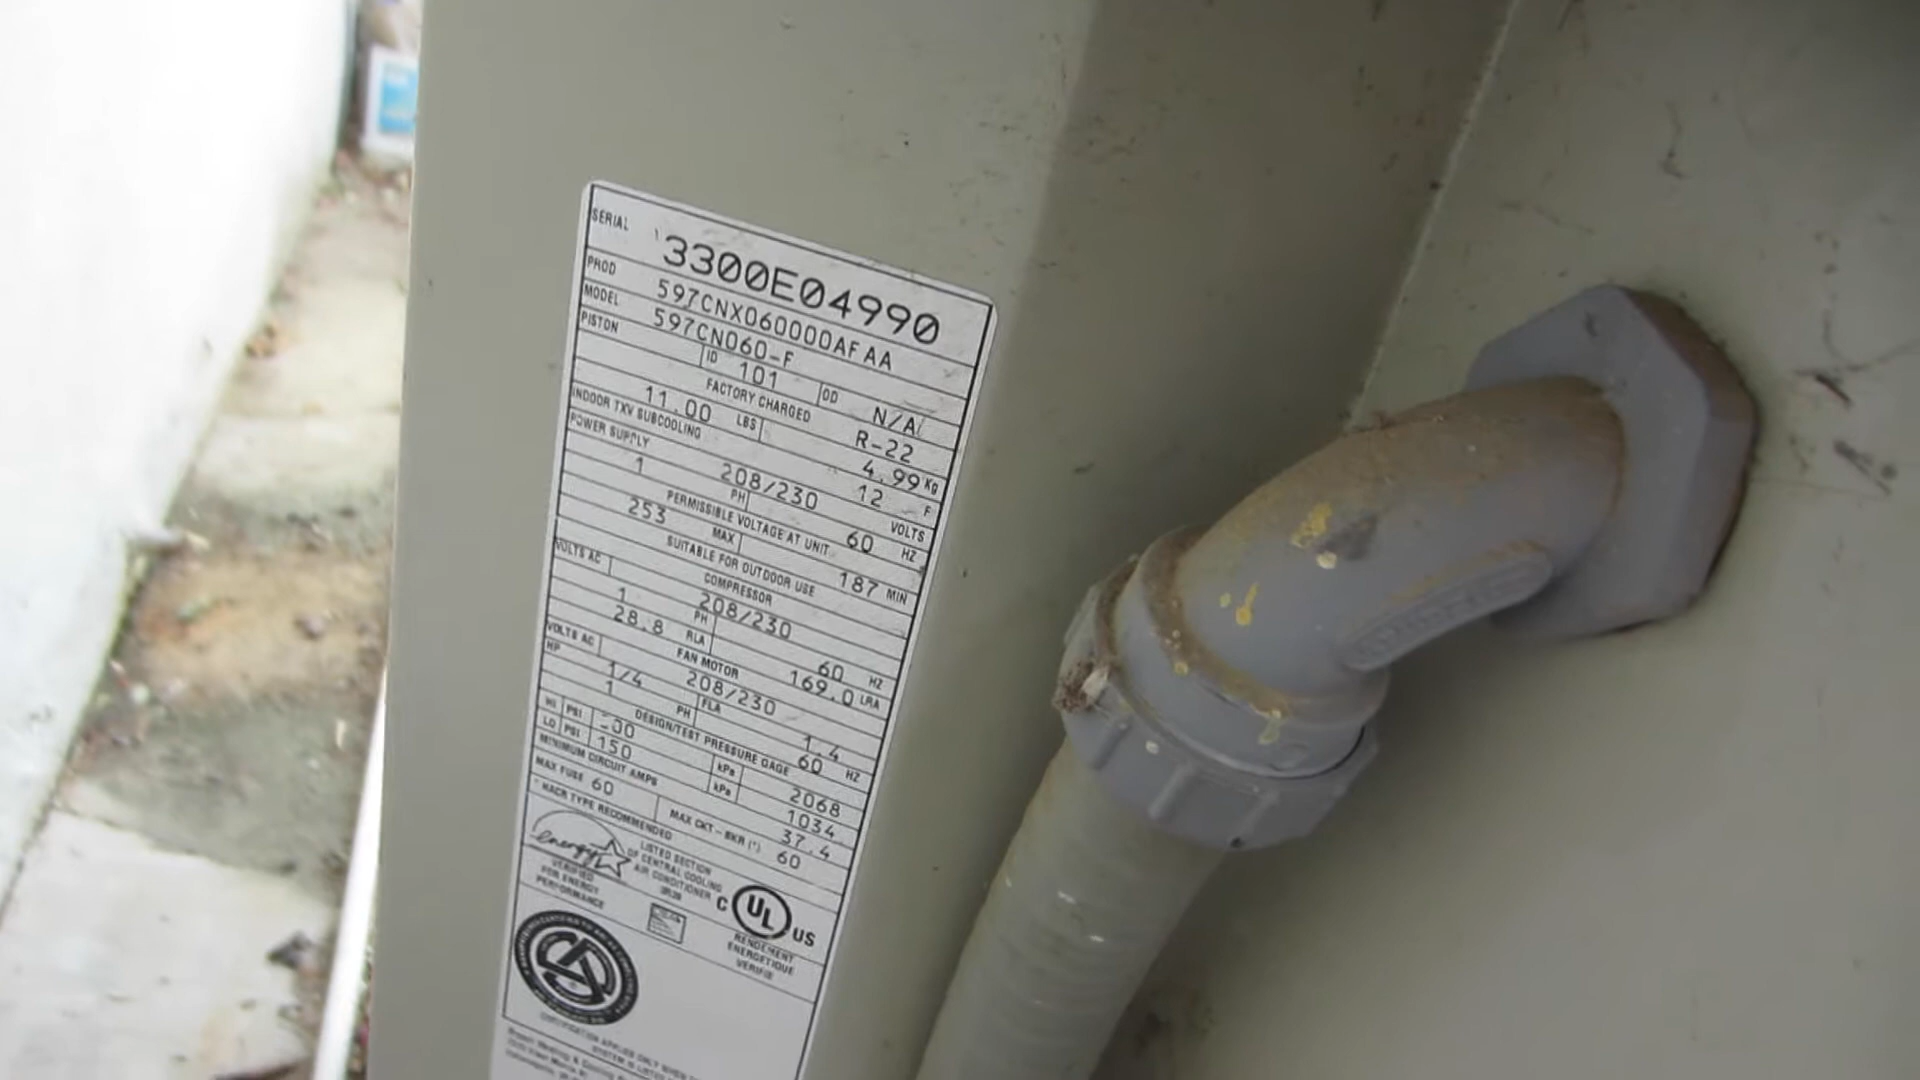 SERIAL 3300E04990
PROD 597CNX060000AFAA
MODEL 597CN060-F
PISTON ID 101 OD N/A
FACTORY CHARGED R-22
11.00 LBS 4.99 Kg
INDOOR TXV SUBCOOLING 12 F
POWER SUPPLY 208/230 VOLTS
1 PH 60 HZ
PERMISSIBLE VOLTAGE AT UNIT
253 MAX 187 MIN
SUITABLE FOR OUTDOOR USE
COMPRESSOR
VOLTS AC 208/230
1 PH 60 HZ
28.8 RLA 169.0 LRA
FAN MOTOR
VOLTS AC 208/230
HP 1/4 FLA 1.4
1 PH 60 HZ
DESIGN/TEST PRESSURE GAGE
HI PSI kPa 2068
LO PSI 150 kPa 1034
MINIMUM CIRCUIT AMPS 37.4
MAX FUSE 60 MAX CKT-BKR (*) 60
* HACR TYPE RECOMMENDED
energy
VERIFIED
FOR ENERGY
PERFORMANCE
LISTED SECTION
OF CENTRAL COOLING
AIR CONDITIONER
C UL US
RENDEMENT
ENERGETIQUE
VERIFIE
CERTIFICATION APPLIES ONLY WHEN